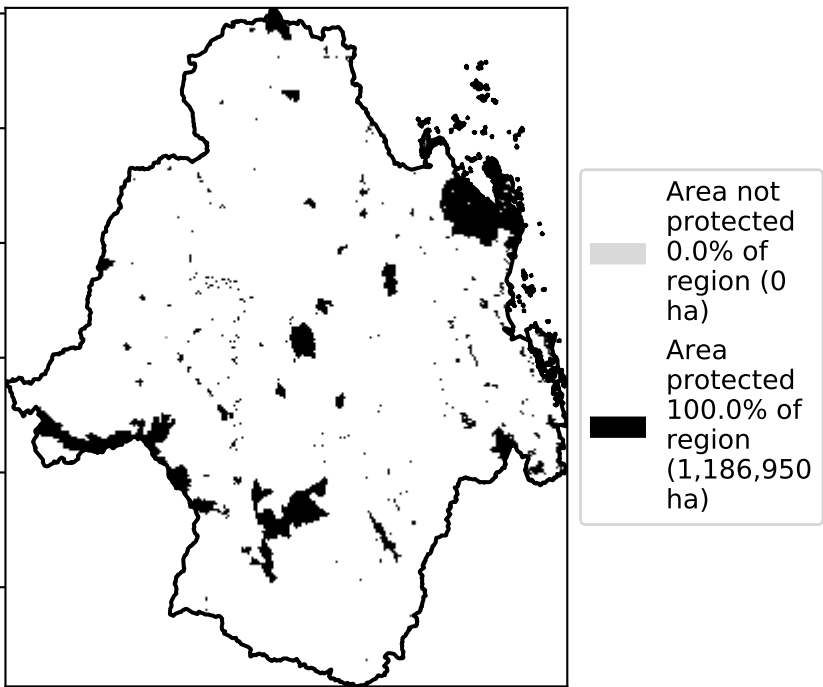 Area not
protected
0.0% of
region (0
ha)
Area
protected
100.0% of
region
(1,186,950
ha)